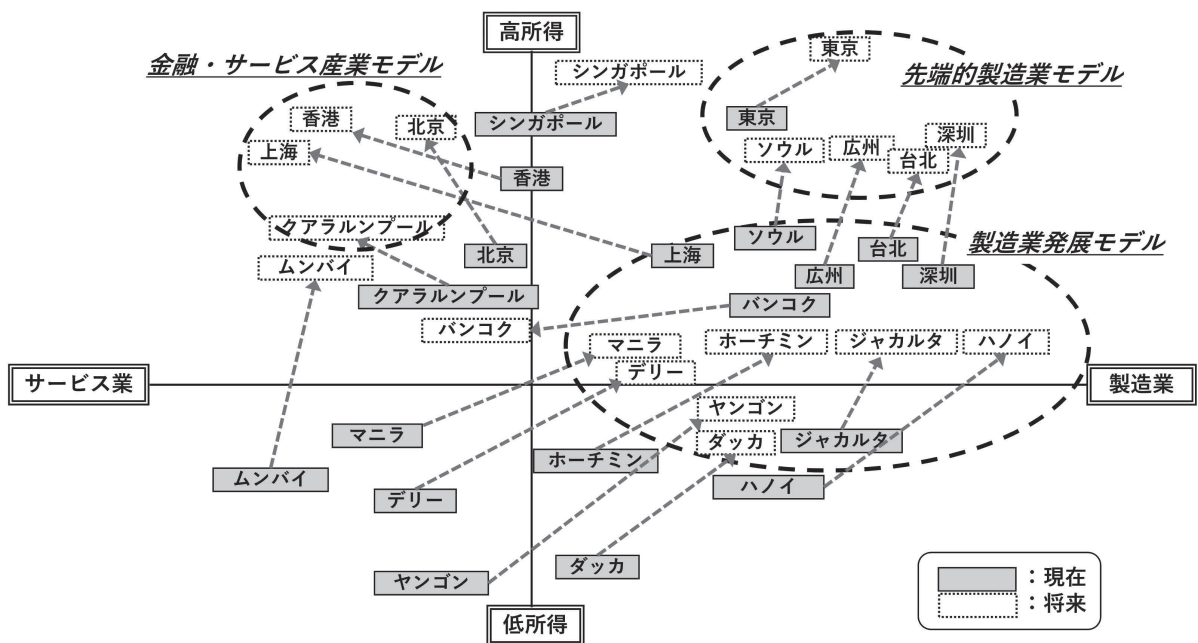 高所得
金融・サービス産業モデル
先端的製造業モデル
シンガポール
東京
シンガポール
東京
香港
北京
上海
香港
ソウル
広州
台北
深圳
クアラルンプール
北京
上海
ソウル
広州
台北
深圳
製造業発展モデル
ムンバイ
クアラルンプール
バンコク
バンコク
マニラ
ホーチミン
ジャカルタ
ハノイ
デリー
サービス業
製造業
ヤンゴン
マニラ
ダッカ
ジャカルタ
ホーチミン
ムンバイ
デリー
ハノイ
ヤンゴン
ダッカ
低所得
：現在
：将来